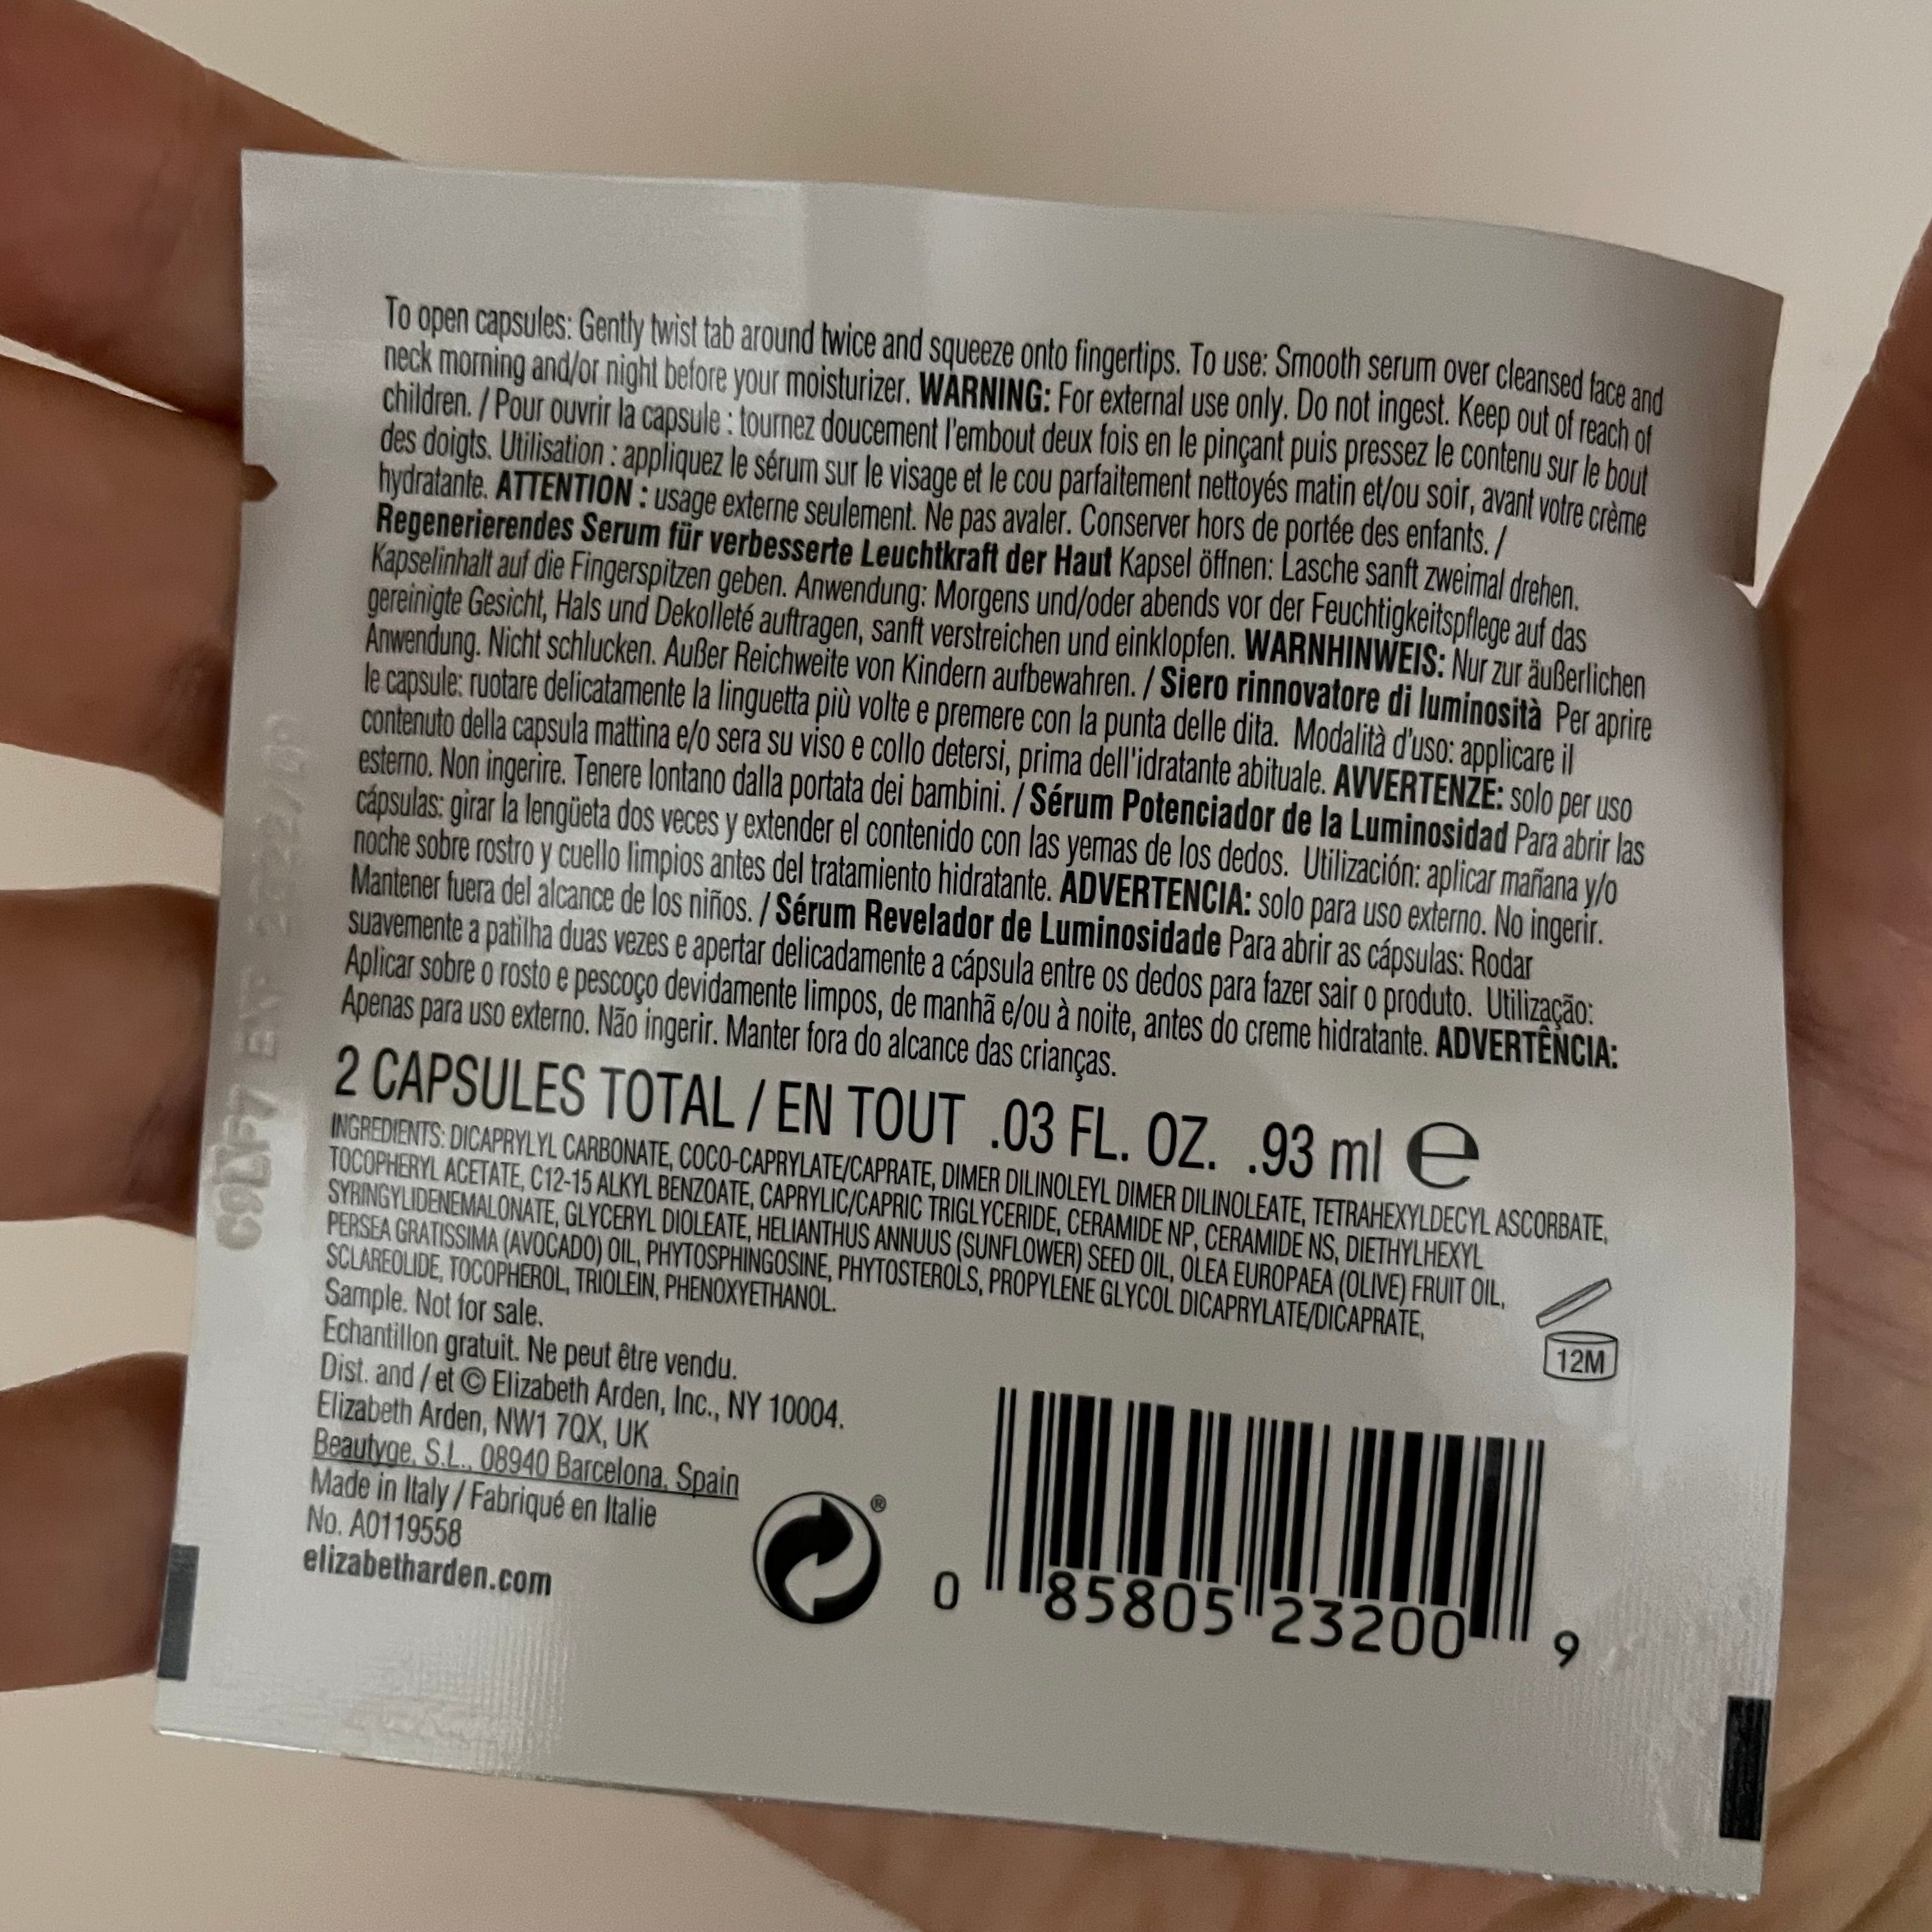 To open capsules: Gently twist tab around twice and squeeze onto fingertips. To use: Smooth serum over cleansed face and
neck morning and/or night before your moisturizer. WARNING: For external use only. Do not ingest. Keep out of reach of
children. / Pour ouvrir la capsule : tournez doucement l'embout deux fois en le pinçant puis pressez le contenu sur le bout
des doigts. Utilisation : appliquez le sérum sur le visage et le cou parfaitement nettoyés matin et/ou soir, avant votre crème
hydratante. ATTENTION : usage externe seulement. Ne pas avaler. Conserver hors de portée des enfants. /
Regenerierendes Serum für verbesserte Leuchtkraft der Haut Kapsel öffnen: Lasche sanft zweimal drehen.
Kapselinhalt auf die Fingerspitzen geben. Anwendung: Morgens und/oder abends vor der Feuchtigkeitspflege auf das
gereinigte Gesicht, Hals und Dekolleté auftragen, sanft verstreichen und einklopfen. WARNHINWEIS: Nur zur äußerlichen
Anwendung. Nicht schlucken. Außer Reichweite von Kindern aufbewahren. / Siero rinnovatore di luminosità Per aprire
le capsule: ruotare delicatamente la linguetta più volte e premere con la punta delle dita. Modalità d'uso: applicare il
contenuto della capsula mattina e/o sera su viso e collo detersi, prima dell'idratante abituale. AVVERTENZE: solo per uso
esterno. Non ingerire. Tenere lontano dalla portata dei bambini. / Sérum Potenciador de la Luminosidad Para abrir las
cápsulas: girar la lengüeta dos veces y extender el contenido con las yemas de los dedos. Utilización: aplicar mañana y/o
noche sobre rostro y cuello limpios antes del tratamiento hidratante. ADVERTENCIA: solo para uso externo. No ingerir.
Mantener fuera del alcance de los niños. / Sérum Revelador de Luminosidade Para abrir as cápsulas: Rodar
suavemente a patilha duas vezes e apertar delicadamente a cápsula entre os dedos para fazer sair o produto. Utilização:
Aplicar sobre o rosto e pescoço devidamente limpos, de manhã e/ou à noite, antes do creme hidratante. ADVERTÊNCIA:
Apenas para uso externo. Não ingerir. Manter fora do alcance das crianças.
2 CAPSULES TOTAL / EN TOUT .03 FL. OZ. .93 ml e
INGREDIENTS: DICAPRYLYL CARBONATE, COCO-CAPRYLATE/CAPRATE, DIMER DILINOLEYL DIMER DILINOLEATE, TETRAHEXYLDECYL ASCORBATE,
TOCOPHERYL ACETATE, C12-15 ALKYL BENZOATE, CAPRYLIC/CAPRIC TRIGLYCERIDE, CERAMIDE NP, CERAMIDE NS, DIETHYLHEXYL
SYRINGYLIDENEMALONATE, GLYCERYL DIOLEATE, HELIANTHUS ANNUUS (SUNFLOWER) SEED OIL, OLEA EUROPAEA (OLIVE) FRUIT OIL,
PERSEA GRATISSIMA (AVOCADO) OIL, PHYTOSPHINGOSINE, PHYTOSTEROLS, PROPYLENE GLYCOL DICAPRYLATE/DICAPRATE,
SCLAREOLIDE, TOCOPHEROL, TRIOLEIN, PHENOXYETHANOL.
Sample. Not for sale.
Echantillon gratuit. Ne peut être vendu.
Dist. and / et © Elizabeth Arden, Inc., NY 10004.
Elizabeth Arden, NW1 7QX, UK
Beautyge, S.L., 08940 Barcelona, Spain
Made in Italy / Fabriqué en Italie
No. A0119558
elizabetharden.com
12M
®
0 85805 23200 9
EXP